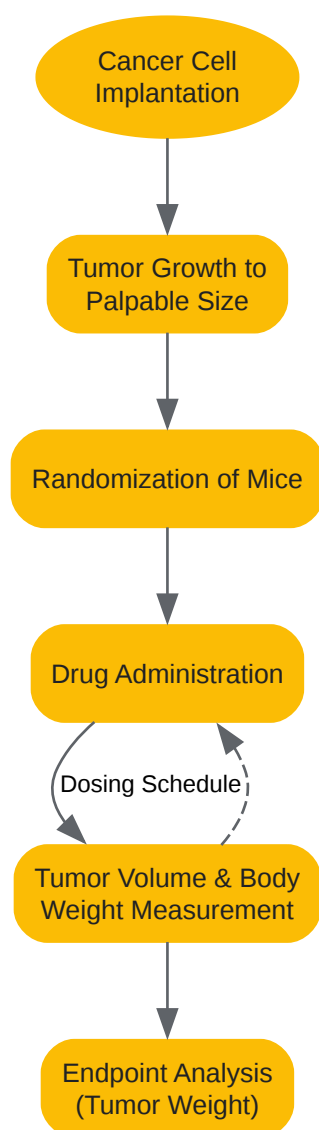 Cancer Cell
Implantation
Tumor Growth to
Palpable Size
Randomization of Mice
Drug Administration
Dosing Schedule
Tumor Volume & Body
Weight Measurement
Endpoint Analysis
(Tumor Weight)